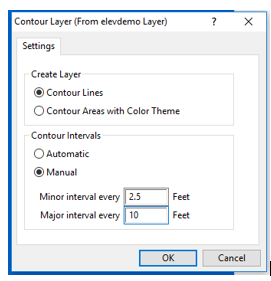 Contour Layer (From elevdemo Layer) ? ×
Settings
Create Layer
Contour Lines
Contour Areas with Color Theme
Contour Intervals
Automatic
Manual
Minor interval every 2.5 Feet
Major interval every 10 Feet
OK Cancel